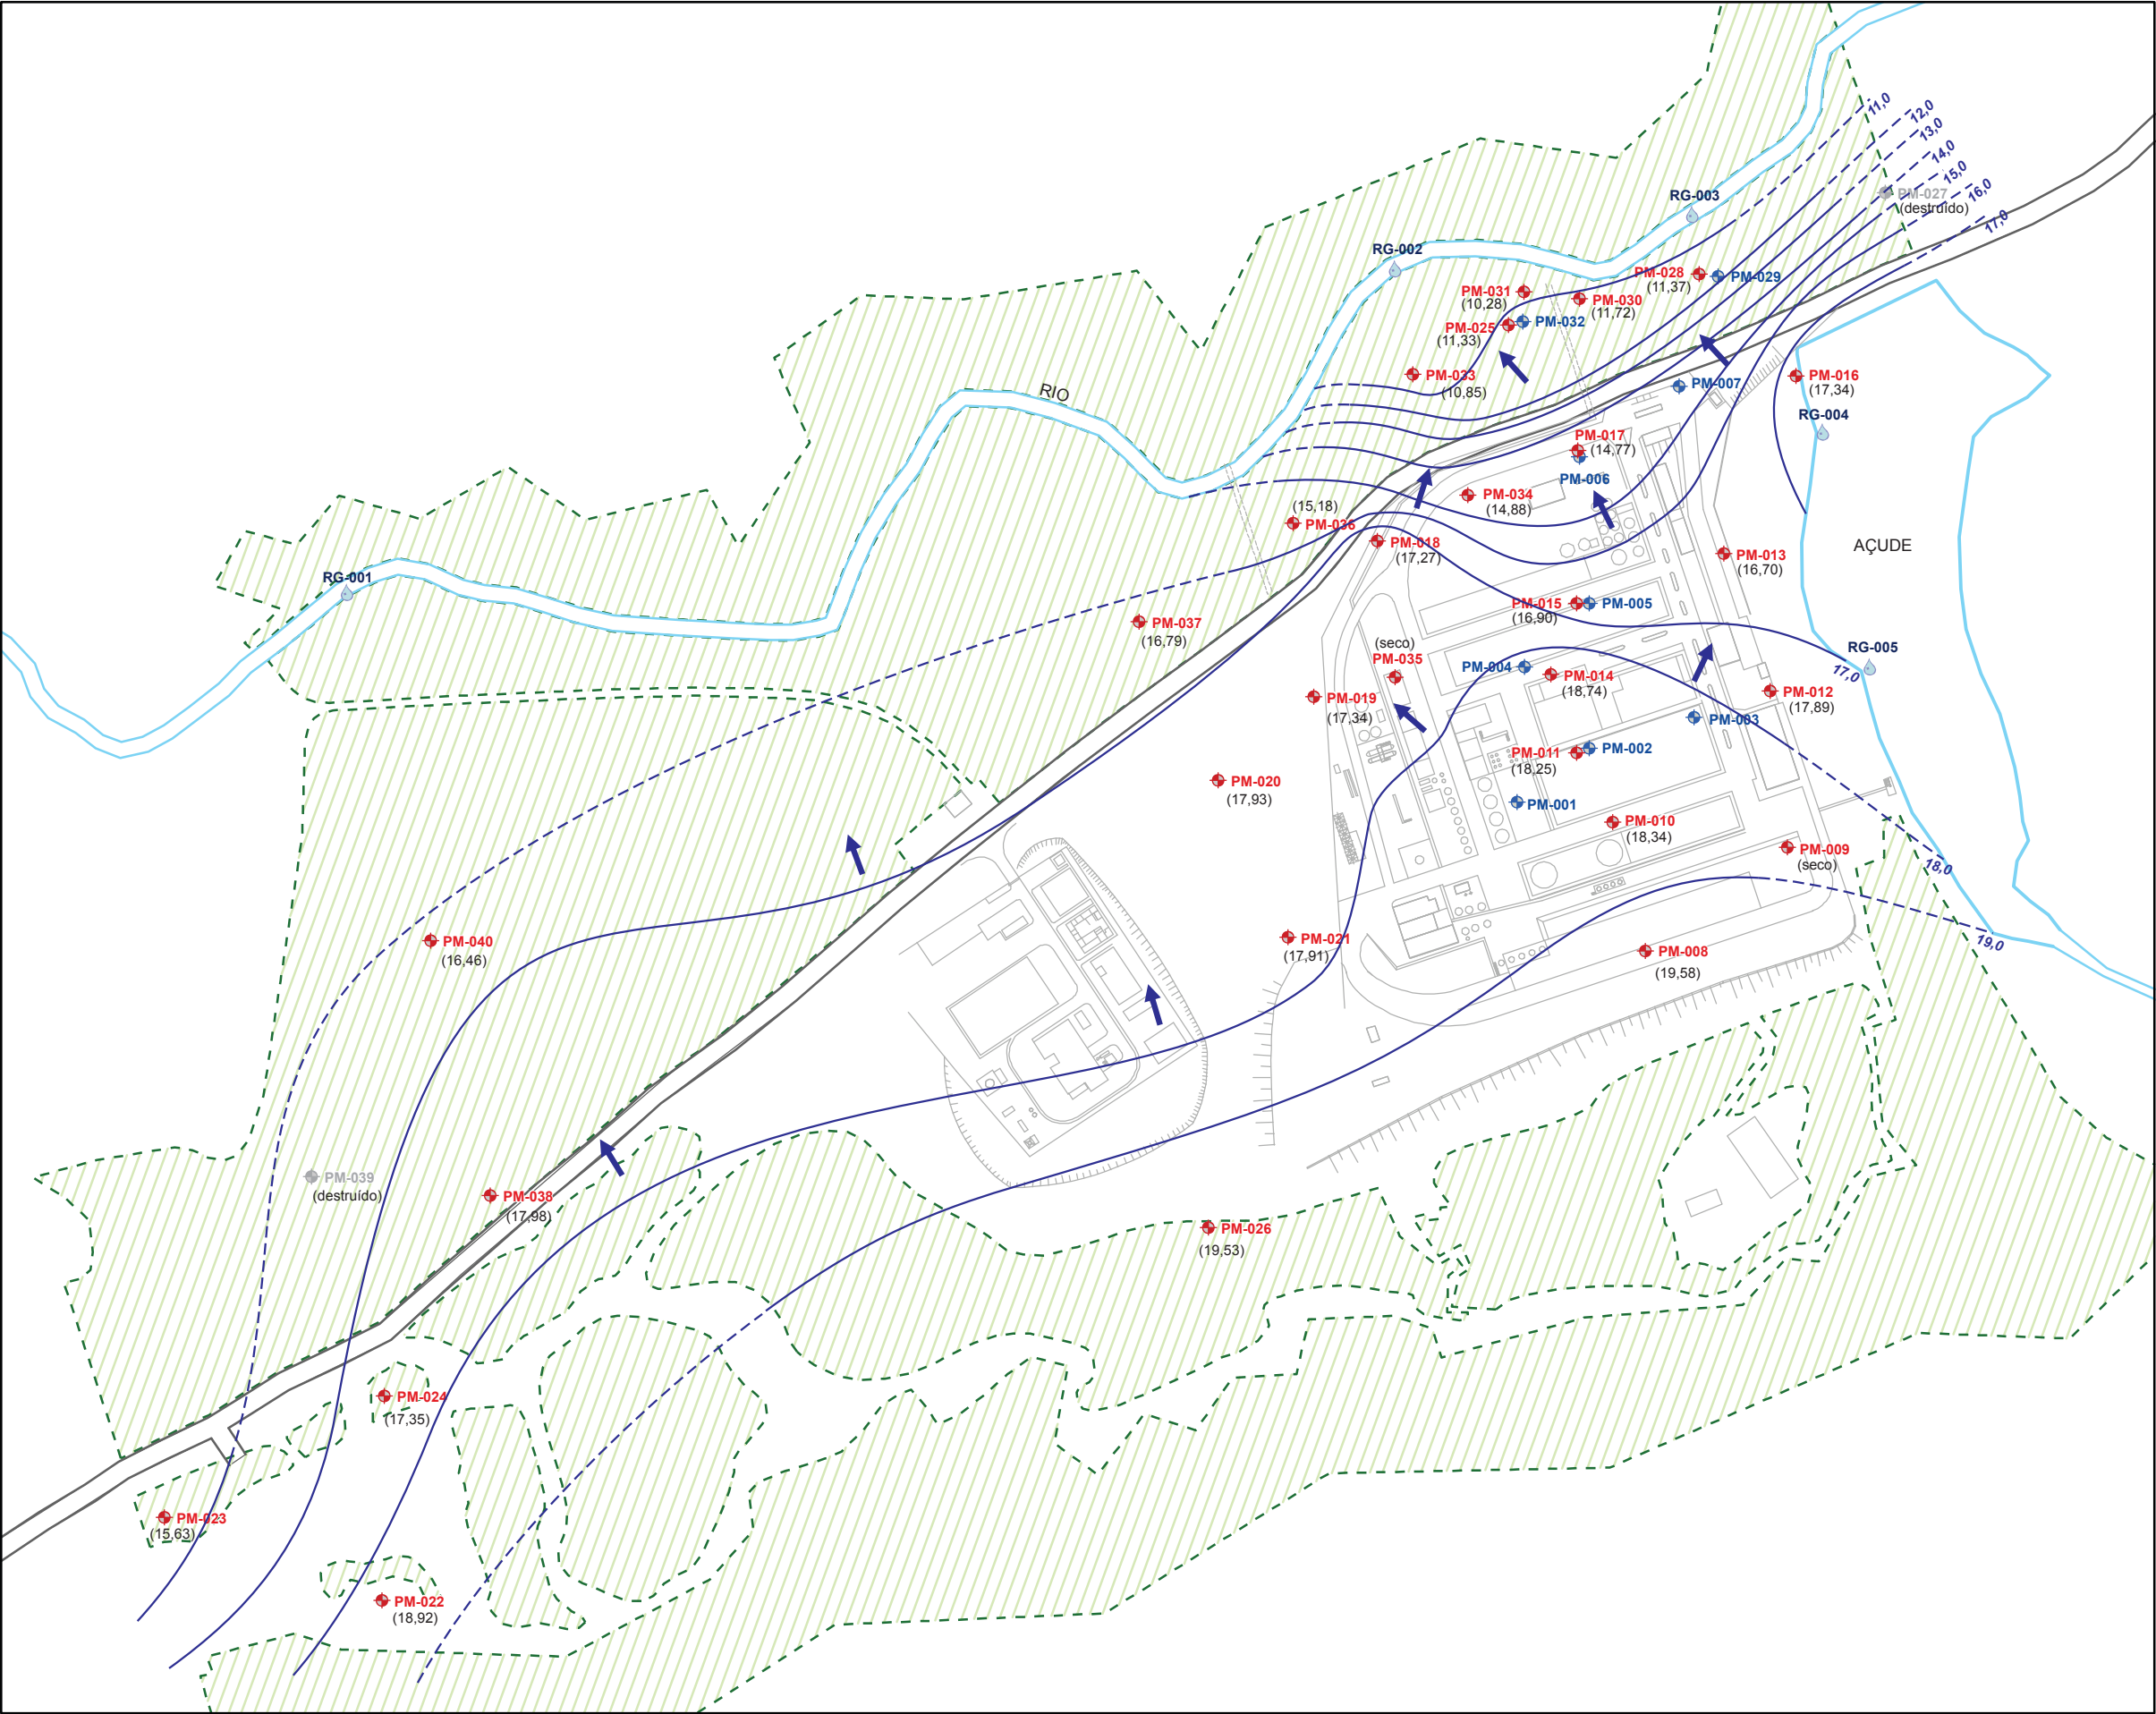 11,0
12,0
13,0
14,0
15,0
16,0
17,0
PM-027
(destruído)
RG-003
RG-002
PM-028
(11,37)
PM-029
PM-031
(10,28)
PM-030
(11,72)
PM-025
(11,33)
PM-032
PM-033
(10,85)
PM-007
PM-016
(17,34)
RG-004
RIO
PM-017
(14,77)
PM-006
PM-034
(14,88)
(15,18)
PM-036
PM-018
(17,27)
PM-013
(16,70)
AÇUDE
RG-001
PM-015
(16,90)
PM-005
PM-037
(16,79)
(seco)
PM-035
PM-004
PM-014
(18,74)
RG-005
17,0
PM-012
(17,89)
PM-019
(17,34)
PM-003
PM-011
(18,25)
PM-002
PM-020
(17,93)
PM-001
PM-010
(18,34)
PM-009
(seco)
18,0
PM-040
(16,46)
PM-021
(17,91)
19,0
PM-008
(19,58)
PM-039
(destruído)
PM-038
(17,98)
PM-026
(19,53)
PM-024
(17,35)
PM-023
(15,63)
PM-022
(18,92)